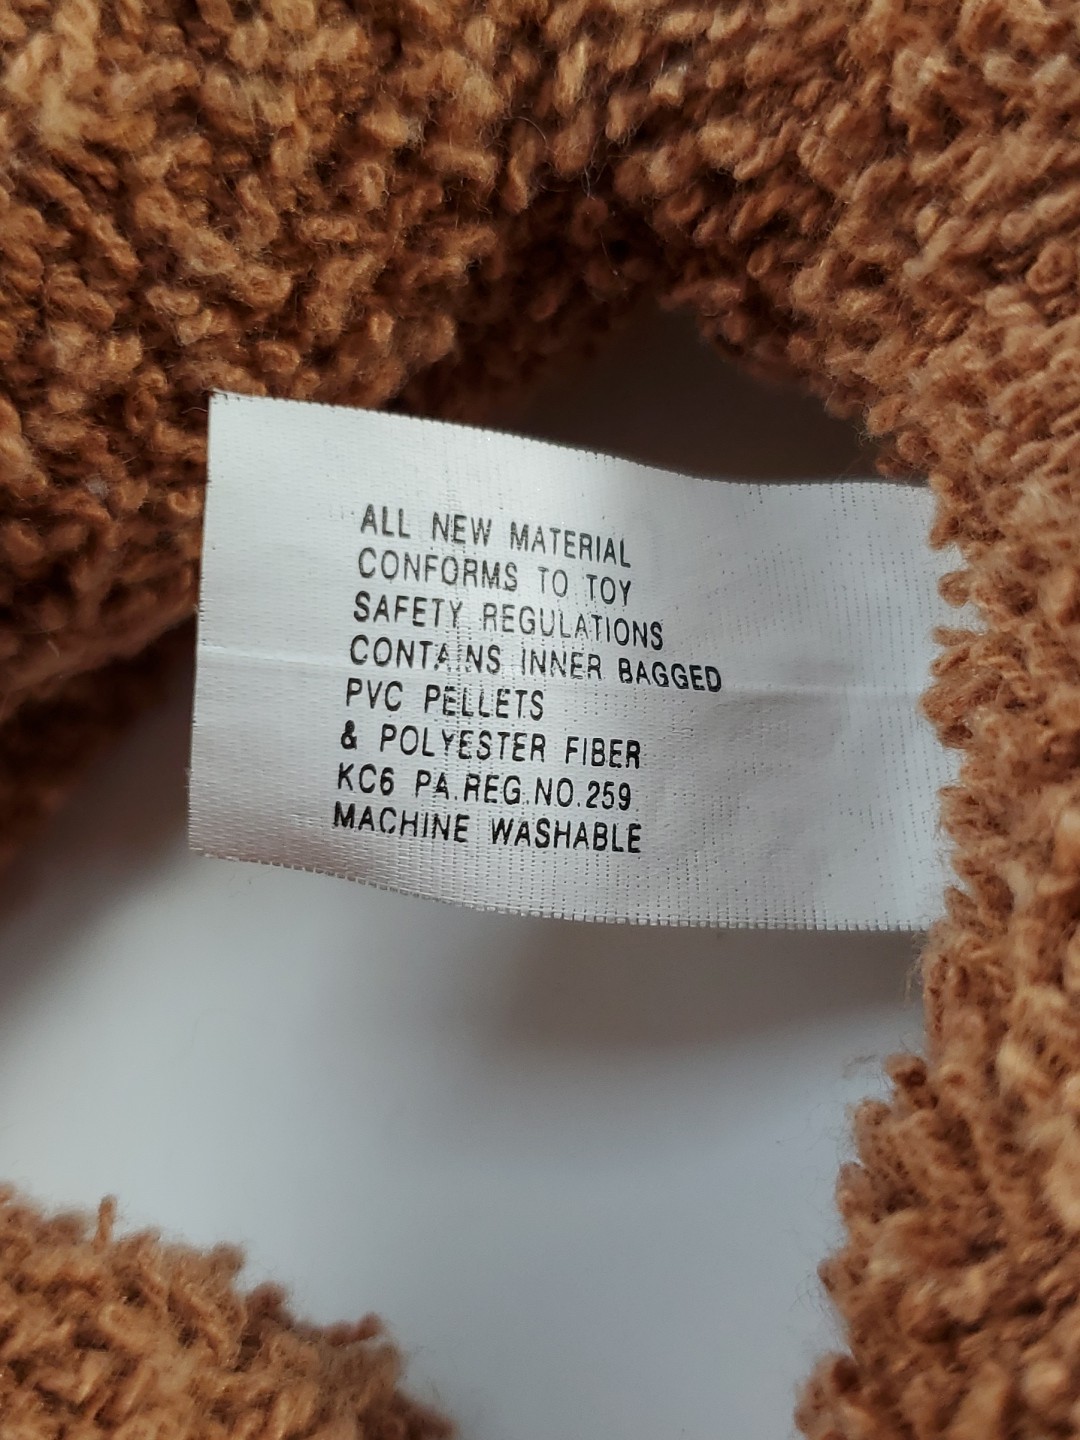 ALL NEW MATERIAL
CONFORMS TO TOY
SAFETY REGULATIONS
CONTAINS INNER BAGGED
PVC PELLETS
& POLYESTER FIBER
KC6 PA.REG.NO.259
MACHINE WASHABLE